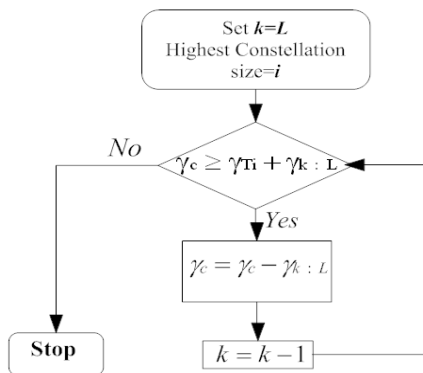 Set k=L
Highest Constellation
size=i
No
γc ≥ γTi + γk : L
Yes
γc = γc − γk : L
Stop
k = k − 1